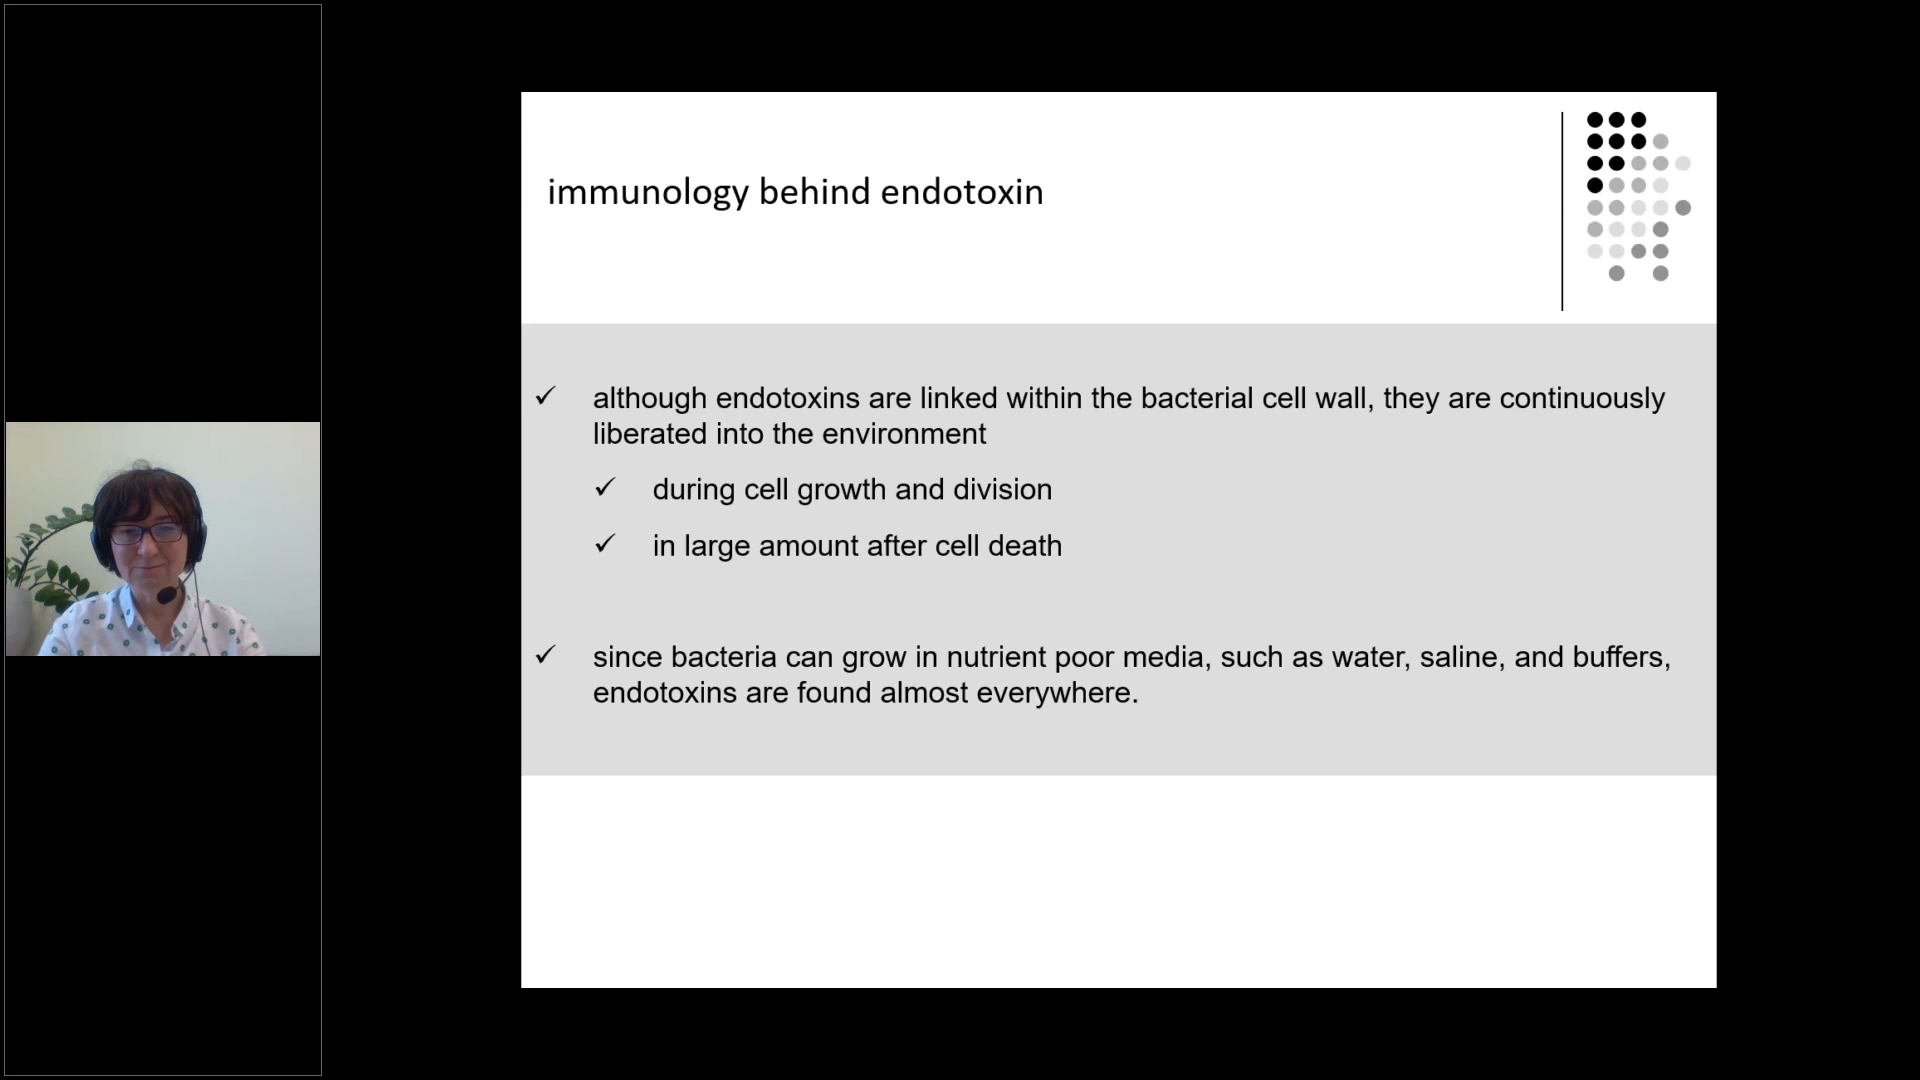 immunology behind endotoxin
✓ although endotoxins are linked within the bacterial cell wall, they are continuously
liberated into the environment
✓ during cell growth and division
✓ in large amount after cell death
✓ since bacteria can grow in nutrient poor media, such as water, saline, and buffers,
endotoxins are found almost everywhere.